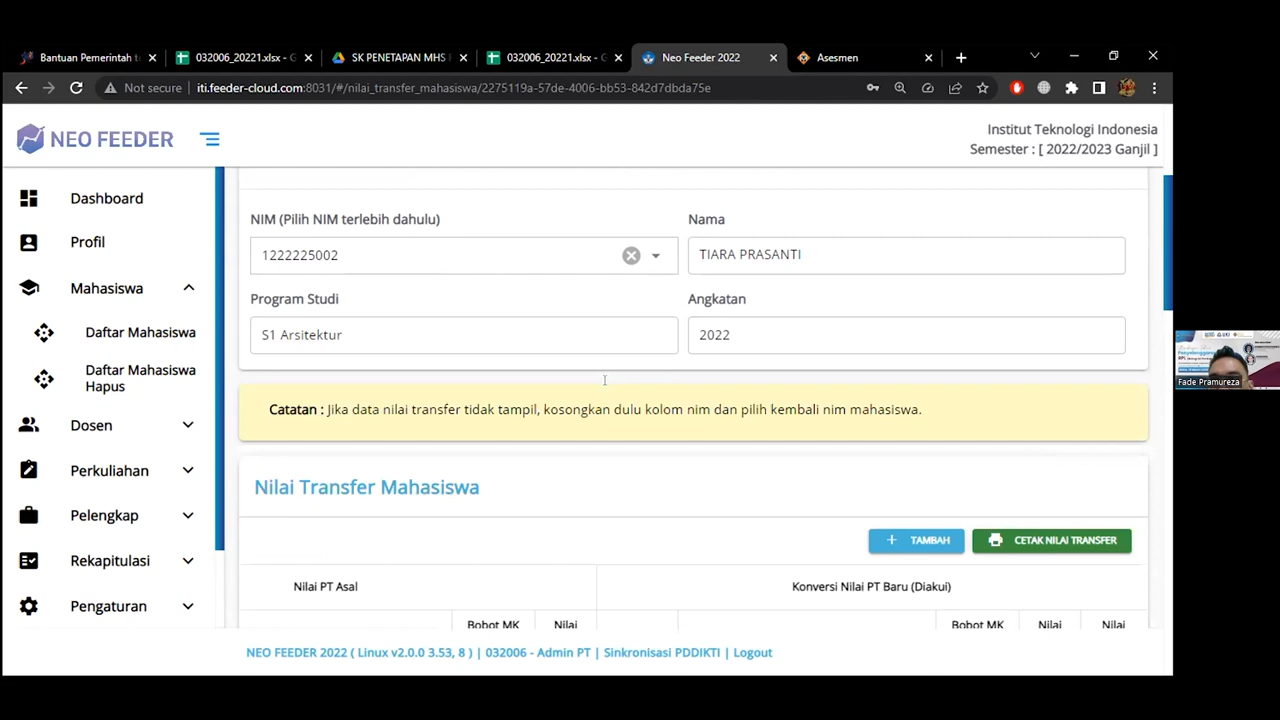 Bantuan Pemerintah t
032006_20221.xlsx - G
SK PENETAPAN MHS
032006_20221.xlsx - G
Neo Feeder 2022
Asesmen
Not secure
iti.feeder-cloud.com:8031/#/nilai_transfer_mahasiswa/2275119a-57de-4006-bb53-842d7dbda75e
NEO FEEDER
Institut Teknologi Indonesia
Semester : [ 2022/2023 Ganjil ]
Dashboard
Profil
Mahasiswa
Daftar Mahasiswa
Daftar Mahasiswa
Hapus
Dosen
Perkuliahan
Pelengkap
Rekapitulasi
Pengaturan
NIM (Pilih NIM terlebih dahulu)
Nama
1222225002
TIARA PRASANTI
Program Studi
Angkatan
S1 Arsitektur
2022
Catatan : Jika data nilai transfer tidak tampil, kosongkan dulu kolom nim dan pilih kembali nim mahasiswa.
Nilai Transfer Mahasiswa
TAMBAH
CETAK NILAI TRANSFER
Nilai PT Asal
Konversi Nilai PT Baru (Diakui)
Bobot MK
Nilai
Bobot MK
Nilai
Nilai
NEO FEEDER 2022 ( Linux v2.0.0 3.53, 8 ) | 032006 - Admin PT | Sinkronisasi PDDIKTI | Logout
Fade Pramureza